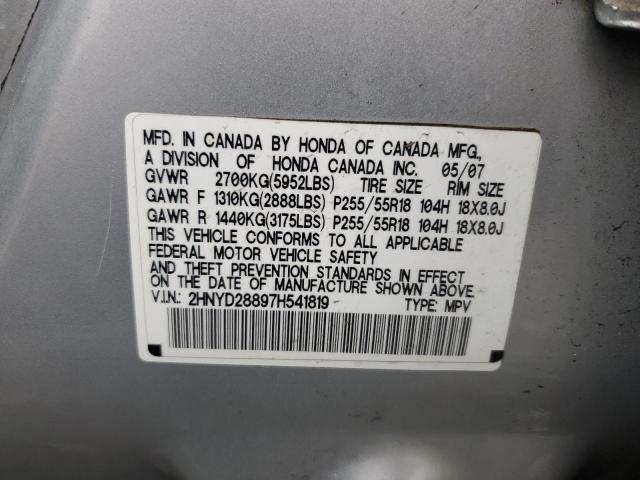 MFD. IN CANADA BY HONDA OF CANADA MFG.,
A DIVISION OF HONDA CANADA INC. 05/07
GVWR 2700KG(5952LBS) TIRE SIZE RIM SIZE
GAWR F 1310KG(2888LBS) P255/55R18 104H 18X8.0J
GAWR R 1440KG(3175LBS) P255/55R18 104H 18X8.0J
THIS VEHICLE CONFORMS TO ALL APPLICABLE
FEDERAL MOTOR VEHICLE SAFETY
AND THEFT PREVENTION STANDARDS IN EFFECT
ON THE DATE OF MANUFACTURE SHOWN ABOVE.
V.I.N.: 2HNYD28897H541819 TYPE: MPV